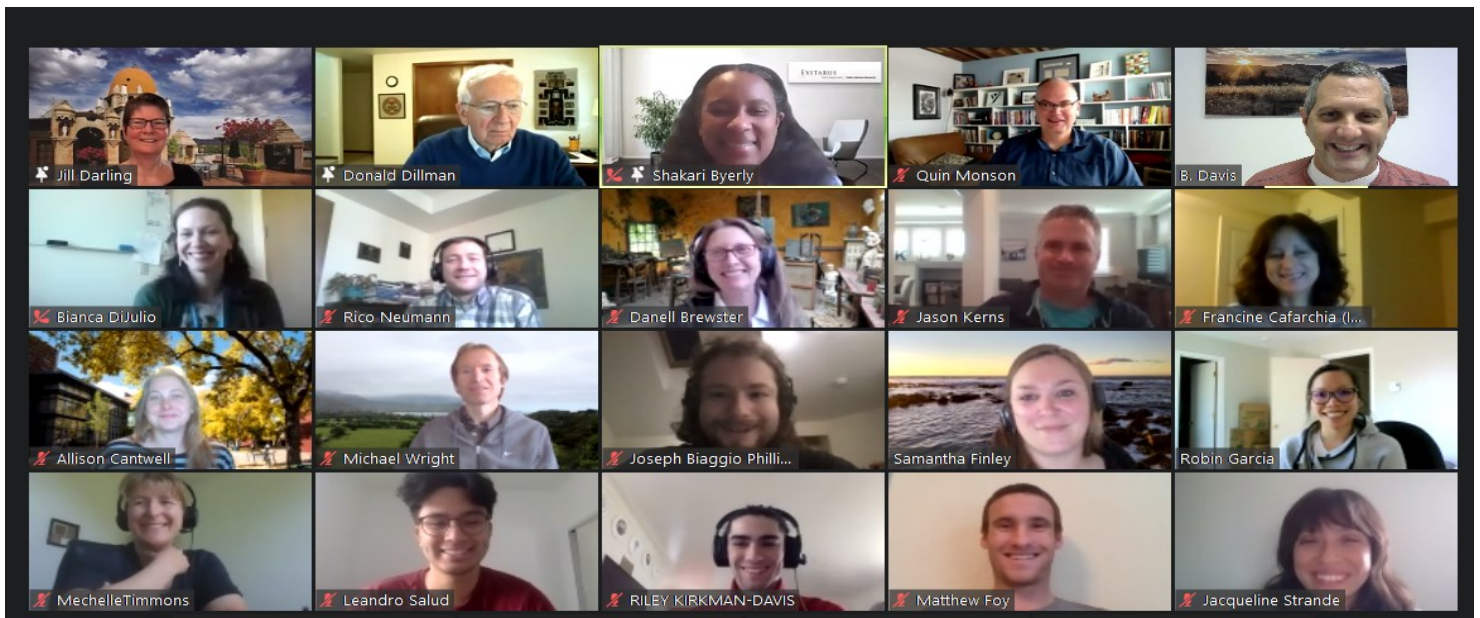 Jill Darling
Donald Dillman
Shakari Byerly
EVITARUS
Quin Monson
B. Davis
Bianca DiJulio
Rico Neumann
Danell Brewster
Jason Kerns
Francine Cafarchia (I...
Allison Cantwell
Michael Wright
Joseph Biaggio Philli...
Samantha Finley
Robin Garcia
MechelleTimmons
Leandro Salud
RILEY KIRKMAN-DAVIS
Matthew Foy
Jacqueline Strande